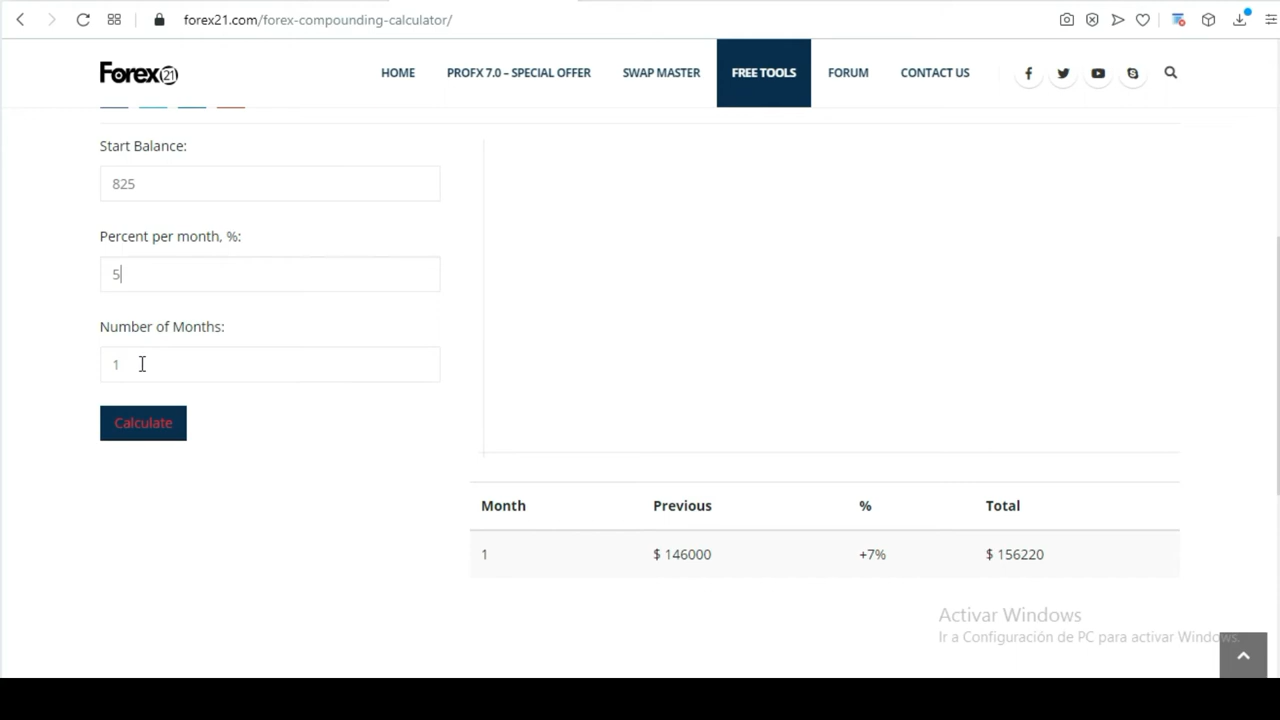 forex21.com/forex-compounding-calculator/
Forex 21
HOME
PROFX 7.0 – SPECIAL OFFER
SWAP MASTER
FREE TOOLS
FORUM
CONTACT US
Start Balance:
825
Percent per month, %:
5
Number of Months:
1
Calculate
Month Previous % Total
1 $ 146000 +7% $ 156220
Activar Windows
Ir a Configuración de PC para activar Windows.